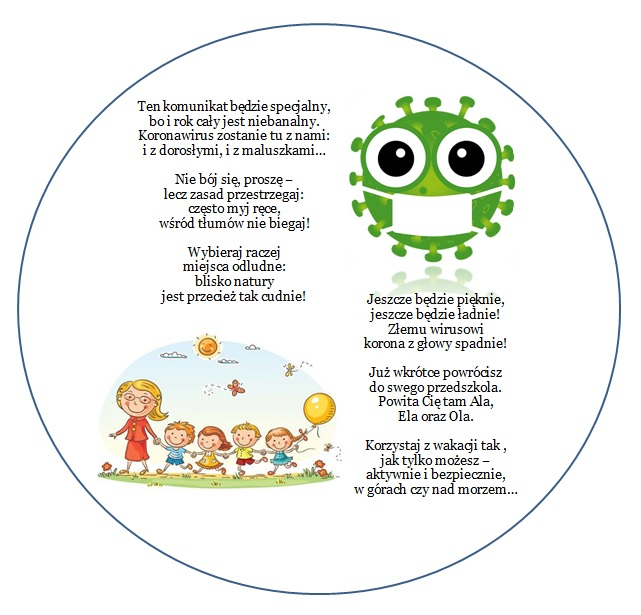 Ten komunikat będzie specjalny,
bo i rok cały jest niebanalny.
Koronawirus zostanie tu z nami:
i z dorosłymi, i z maluszkami...
Nie bój się, proszę –
lecz zasad przestrzegaj:
często myj ręce,
wśród tłumów nie biegaj!
Wybieraj raczej
miejsca odludne:
blisko natury
jest przecież tak cudnie!
Jeszcze będzie pięknie,
jeszcze będzie ładnie!
Złemu wirusowi
korona z głowy spadnie!
Już wkrótce powrócisz
do swego przedszkola.
Powita Cię tam Ala,
Ela oraz Ola.
Korzystaj z wakacji tak ,
jak tylko możesz –
aktywnie i bezpiecznie,
w górach czy nad morzem...